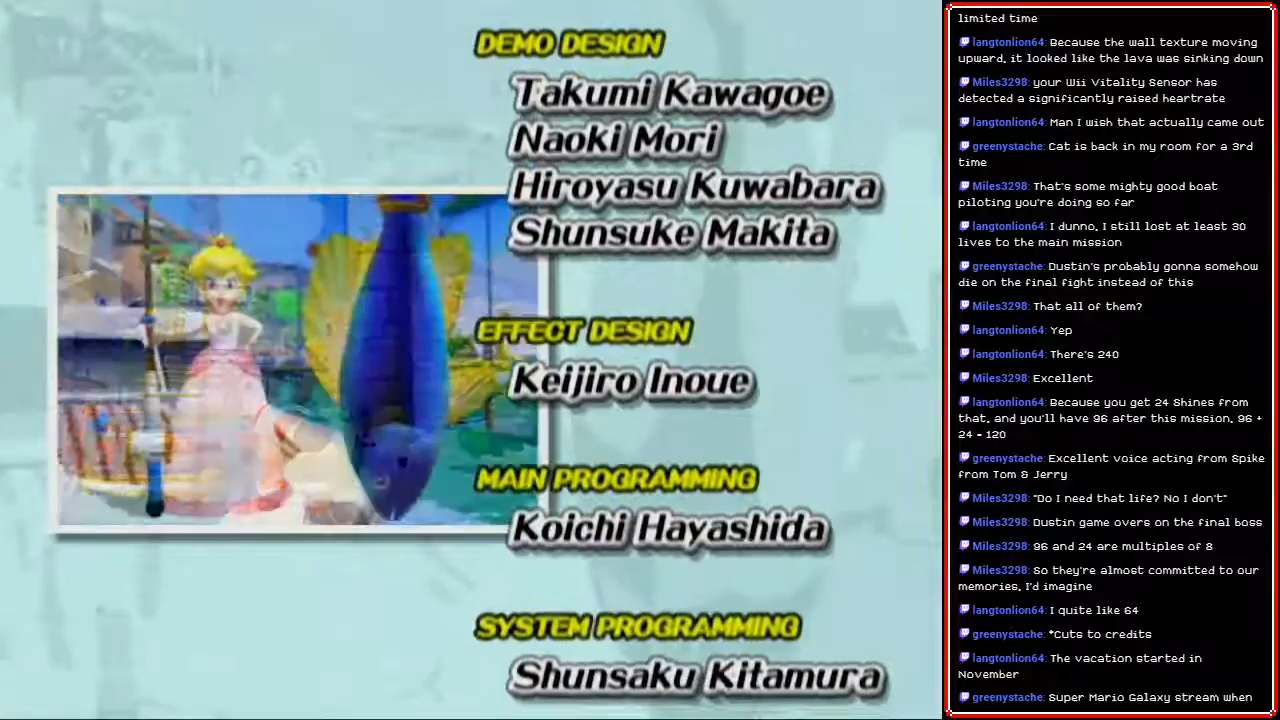 DEMO DESIGN
Takumi Kawagoe
Naoki Mori
Hiroyasu Kuwabara
Shunsuke Makita
EFFECT DESIGN
Keijiro Inoue
MAIN PROGRAMMING
Koichi Hayashida
SYSTEM PROGRAMMING
Shunsaku Kitamura
limited time
langtonlion64: Because the wall texture moving
upward, it looked like the lava was sinking down
Miles3298: your Wii Vitality Sensor has
detected a significantly raised heartrate
langtonlion64: Man I wish that actually came out
greenystache: Cat is back in my room for a 3rd
time
Miles3298: That's some mighty good boat
piloting you're doing so far
langtonlion64: I dunno, I still lost at least 30
lives to the main mission
greenystache: Dustin's probably gonna somehow
die on the final fight instead of this
Miles3298: That all of them?
langtonlion64: Yep
langtonlion64: There's 240
Miles3298: Excellent
langtonlion64: Because you get 24 Shines from
that, and you'll have 96 after this mission. 96 +
24 = 120
greenystache: Excellent voice acting from Spike
from Tom & Jerry
Miles3298: "Do I need that life? No I don't"
Miles3298: Dustin game overs on the final boss
Miles3298: 96 and 24 are multiples of 8
Miles3298: So they're almost committed to our
memories, I'd imagine
langtonlion64: I quite like 64
greenystache: *Cuts to credits
langtonlion64: The vacation started in
November
greenystache: Super Mario Galaxy stream when